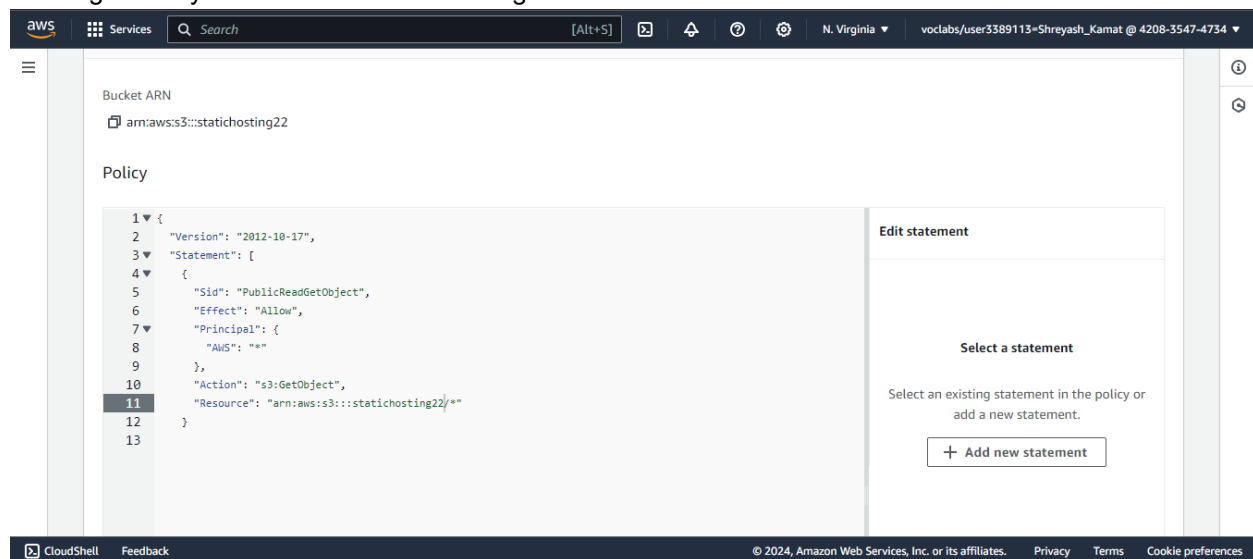 aws Services Search [Alt+S] N. Virginia voclabs/user3389113=Shreyash_Kamat @ 4208-3547-4734
Bucket ARN
arn:aws:s3:::statichosting22
Policy
1 {
2 "Version": "2012-10-17",
3 "Statement": [
4 {
5 "Sid": "PublicReadGetObject",
6 "Effect": "Allow",
7 "Principal": {
8 "AWS": "*"
9 },
10 "Action": "s3:GetObject",
11 "Resource": "arn:aws:s3:::statichosting22/*"
12 }
13
Edit statement
Select a statement
Select an existing statement in the policy or
add a new statement.
+ Add new statement
CloudShell Feedback © 2024, Amazon Web Services, Inc. or its affiliates. Privacy Terms Cookie preferences